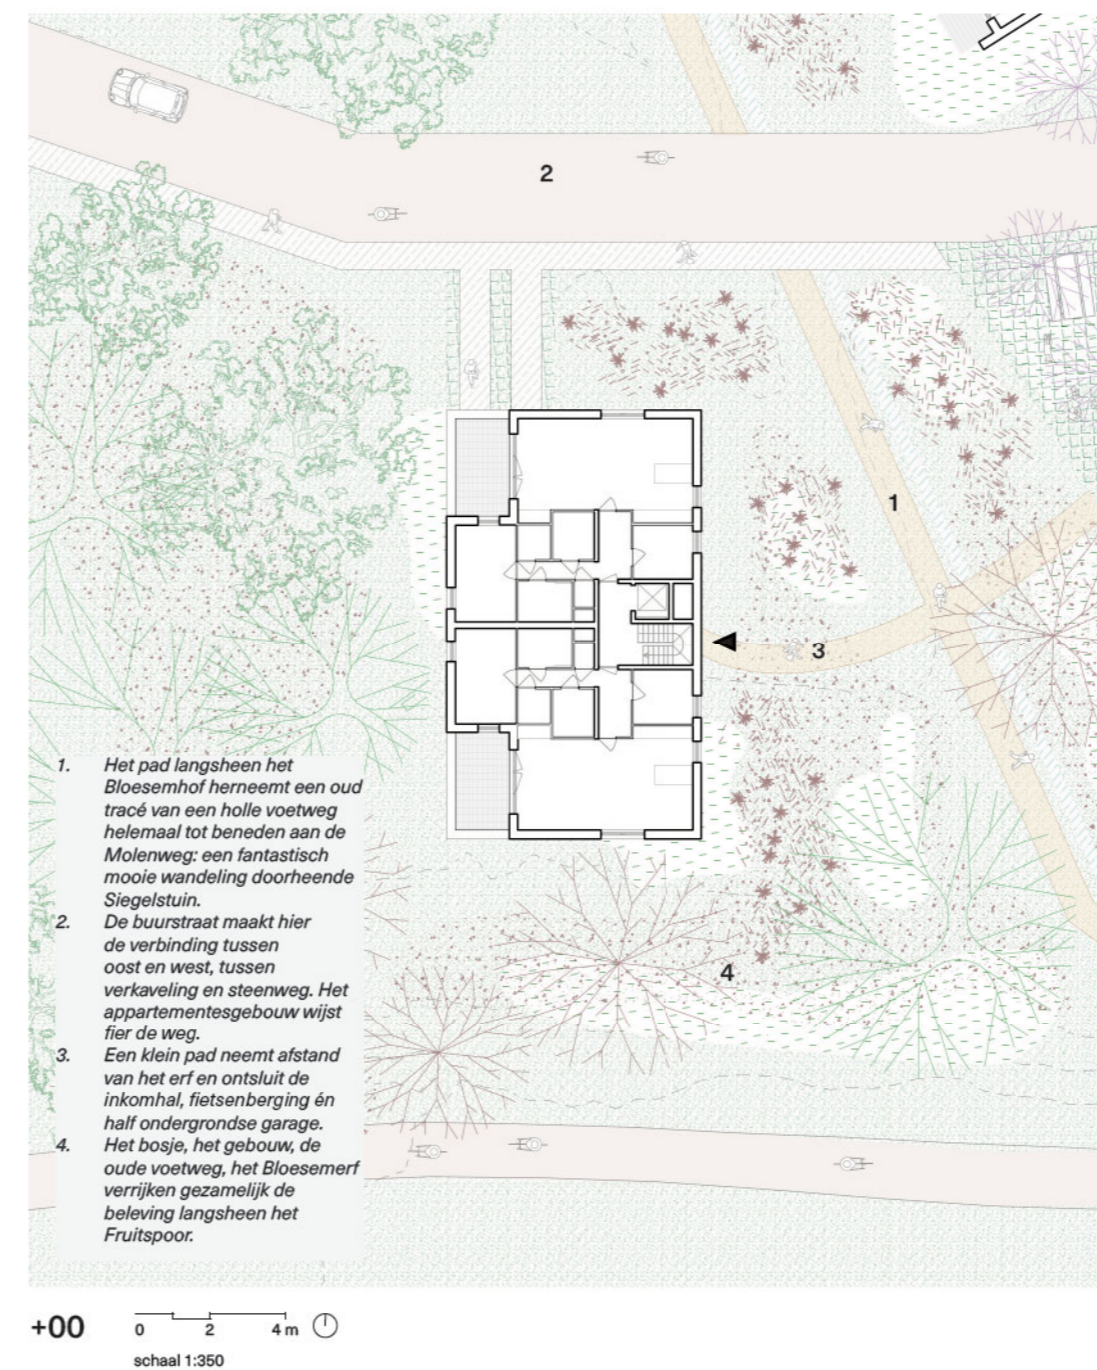 2
1
3
4
1. Het pad langsheen het
Bloesemhof herneemt een oud
tracé van een holle voetweg
helemaal tot beneden aan de
Molenweg: een fantastisch
mooie wandeling doorheende
Siegelstuin.
2. De buurstraat maakt hier
de verbinding tussen
oost en west, tussen
verkaveling en steenweg. Het
appartementesgebouw wijst
fier de weg.
3. Een klein pad neemt afstand
van het erf en ontsluit de
inkomhal, fietsenberging én
half ondergrondse garage.
4. Het bosje, het gebouw, de
oude voetweg, het Bloesemerf
verrijken gezamelijk de
beleving langsheen het
Fruitspoor.
+00
0 2 4 m
schaal 1:350